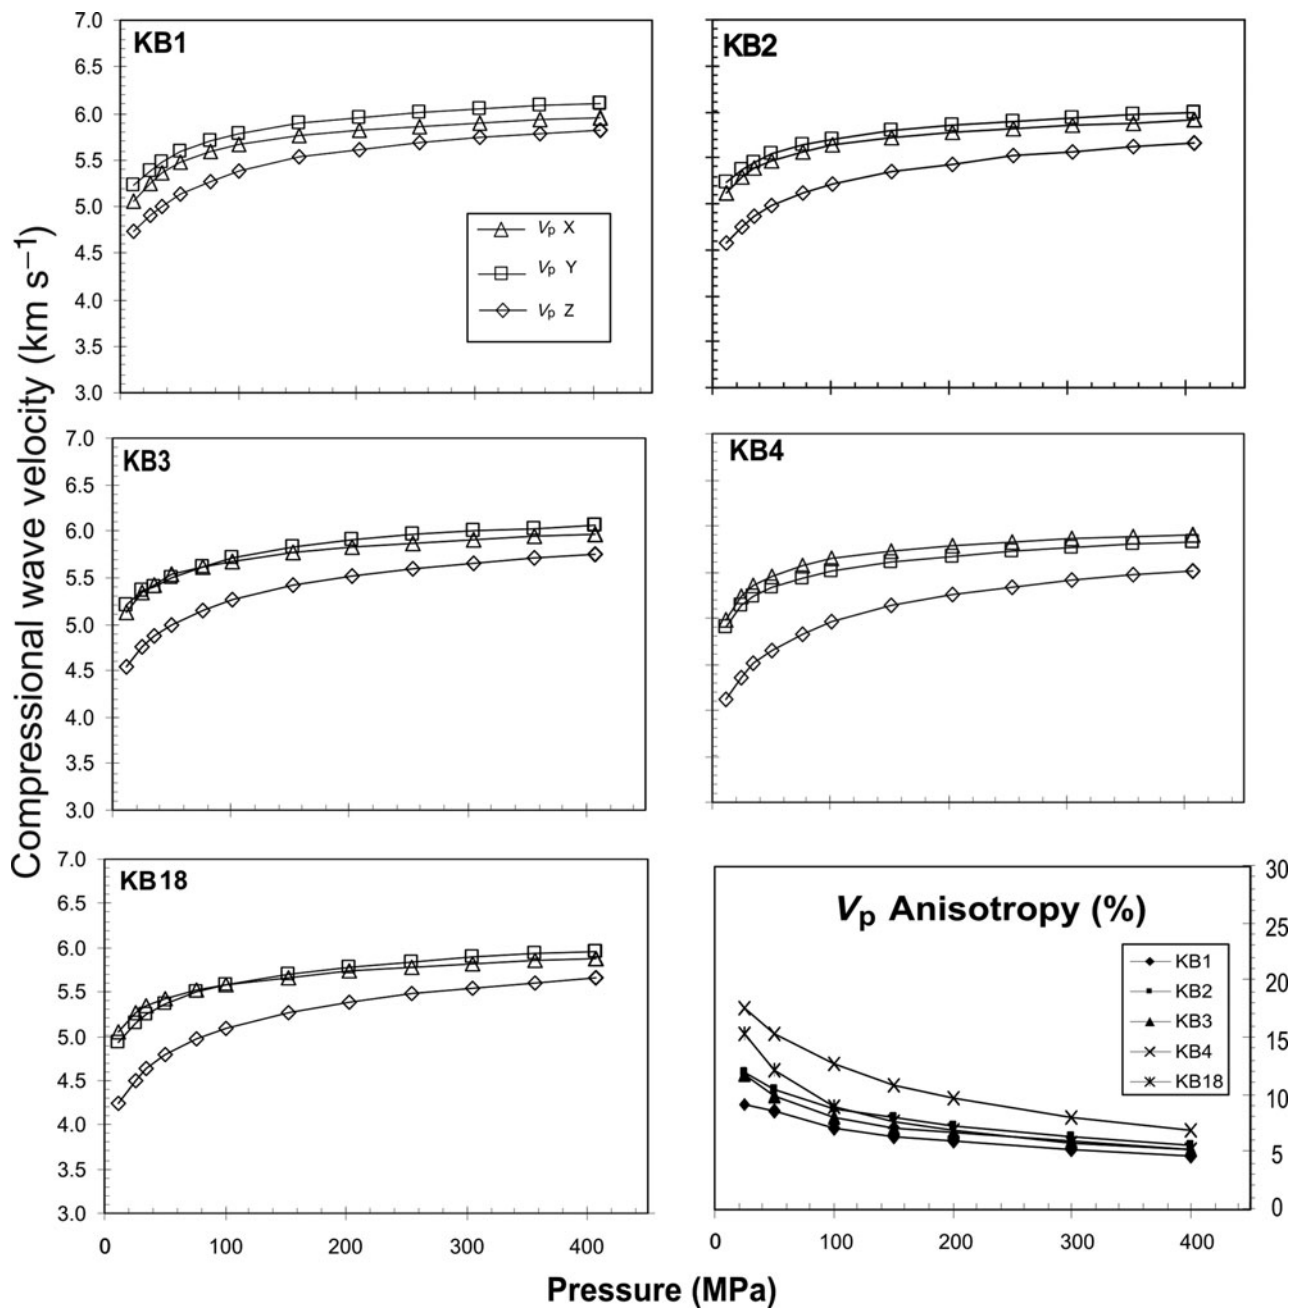 Compressional wave velocity (km s⁻¹)
KB1
7.0
6.5
6.0
5.5
5.0
4.5
4.0
3.5
3.0
Vp X
Vp Y
Vp Z
KB2
KB3
7.0
6.5
6.0
5.5
5.0
4.5
4.0
3.5
3.0
KB4
KB18
7.0
6.5
6.0
5.5
5.0
4.5
4.0
3.5
3.0
0 100 200 300 400
Vp Anisotropy (%)
KB1
KB2
KB3
KB4
KB18
30
25
20
15
10
5
0
0 100 200 300 400
Pressure (MPa)